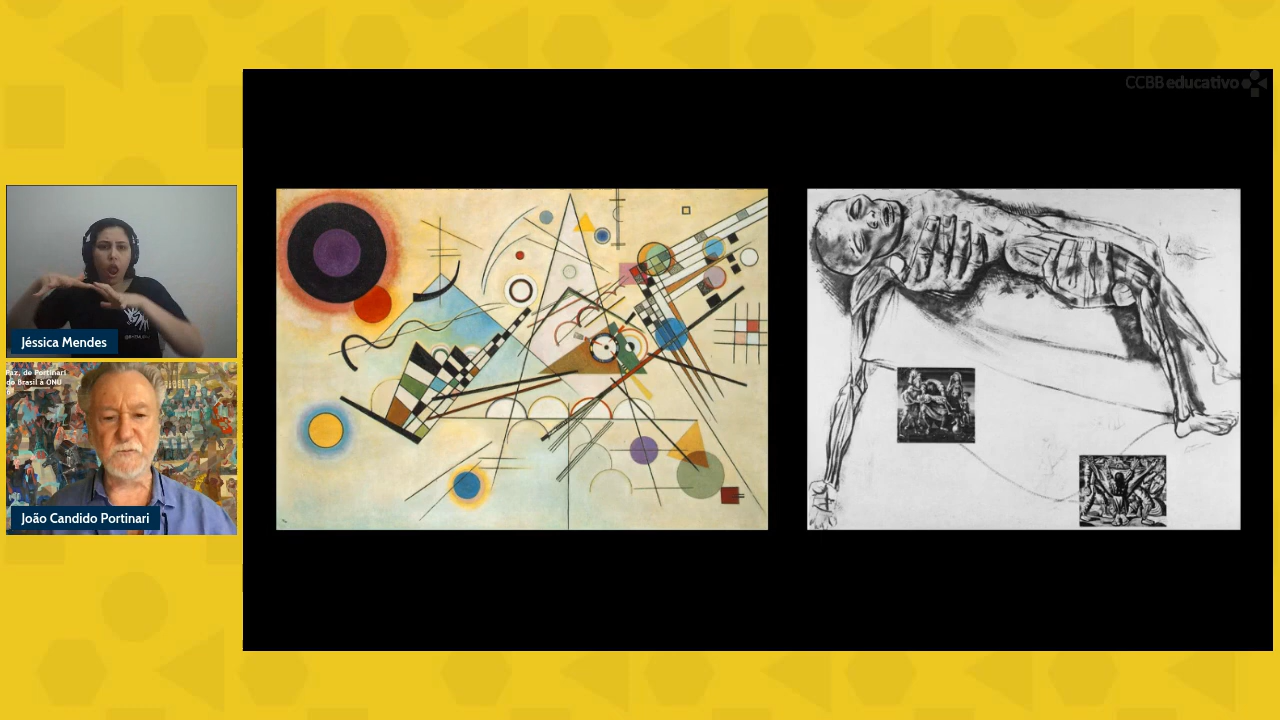 CCBB educativo
Jéssica Mendes
Paz, de Portinari
do Brasil à ONU
João Candido Portinari